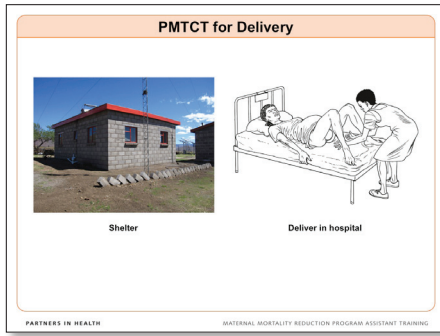 PMTCT for Delivery
Shelter
Deliver in hospital
PARTNERS IN HEALTH
MATERNAL MORTALITY REDUCTION PROGRAM ASSISTANT TRAINING